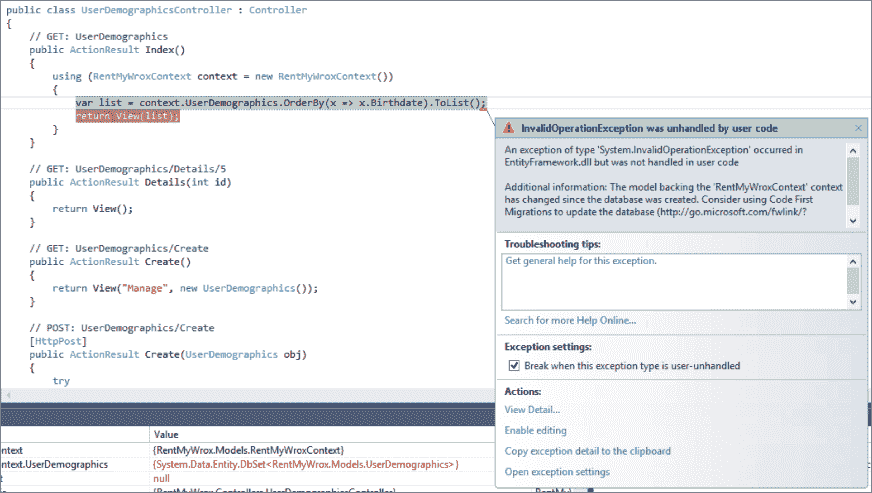 public class UserDemographicsController : Controller
{
// GET: UserDemographics
public ActionResult Index()
{
using (RentMyWroxContext context = new RentMyWroxContext())
{
var list = context.UserDemographics.OrderBy(x => x.Birthdate).ToList();
return View(list);
}
}
// GET: UserDemographics/Details/5
public ActionResult Details(int id)
{
return View();
}
// GET: UserDemographics/Create
public ActionResult Create()
{
return View("Manage", new UserDemographics());
}
// POST: UserDemographics/Create
[HttpPost]
public ActionResult Create(UserDemographics obj)
{
try
InvalidOperationException was unhandled by user code
An exception of type 'System.InvalidOperationException' occurred in
EntityFramework.dll but was not handled in user code
Additional information: The model backing the 'RentMyWroxContext' context
has changed since the database was created. Consider using Code First
Migrations to update the database (http://go.microsoft.com/fwlink/?
Troubleshooting tips:
Get general help for this exception.
Search for more Help Online...
Exception settings:
Break when this exception type is user-unhandled
Actions:
View Detail...
Enable editing
Copy exception detail to the clipboard
Open exception settings
Value
ontext {RentMyWrox.Models.RentMyWroxContext}
ontext.UserDemographics {System.Data.Entity.DbSet<RentMyWrox.Models.UserDemographics>}
t null
{RentMyWrox.Controllers.UserDemographicsController}